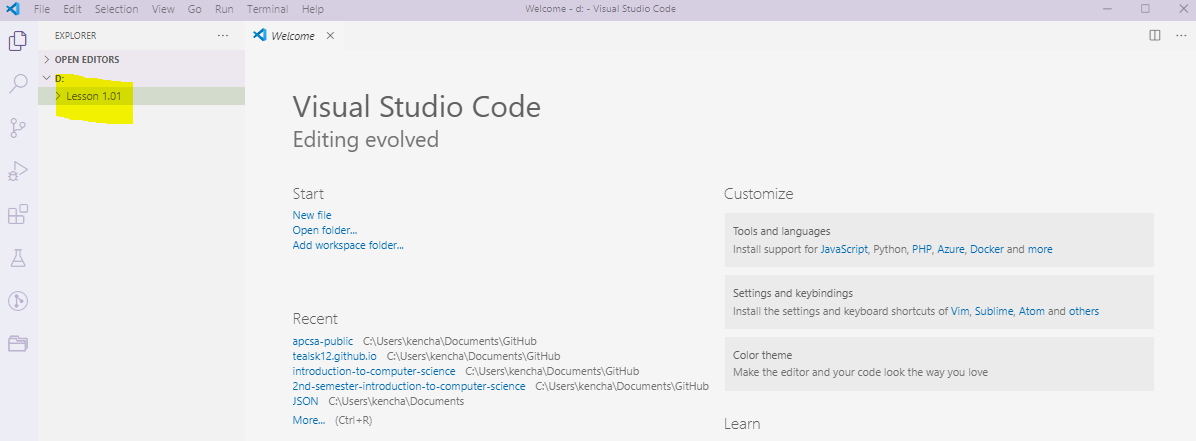 File Edit Selection View Go Run Terminal Help Welcome - d: - Visual Studio Code
EXPLORER ...
Welcome
OPEN EDITORS
D:
Lesson 1.01
Visual Studio Code
Editing evolved
Start
New file
Open folder...
Add workspace folder...
Recent
apcsa-public C:\Users\kencha\Documents\GitHub
tealsk12.github.io C:\Users\kencha\Documents\GitHub
introduction-to-computer-science C:\Users\kencha\Documents\GitHub
2nd-semester-introduction-to-computer-science C:\Users\kencha\Documents\GitHub
JSON C:\Users\kencha\Documents
More... (Ctrl+R)
Customize
Tools and languages
Install support for JavaScript, Python, PHP, Azure, Docker and more
Settings and keybindings
Install the settings and keyboard shortcuts of Vim, Sublime, Atom and others
Color theme
Make the editor and your code look the way you love
Learn